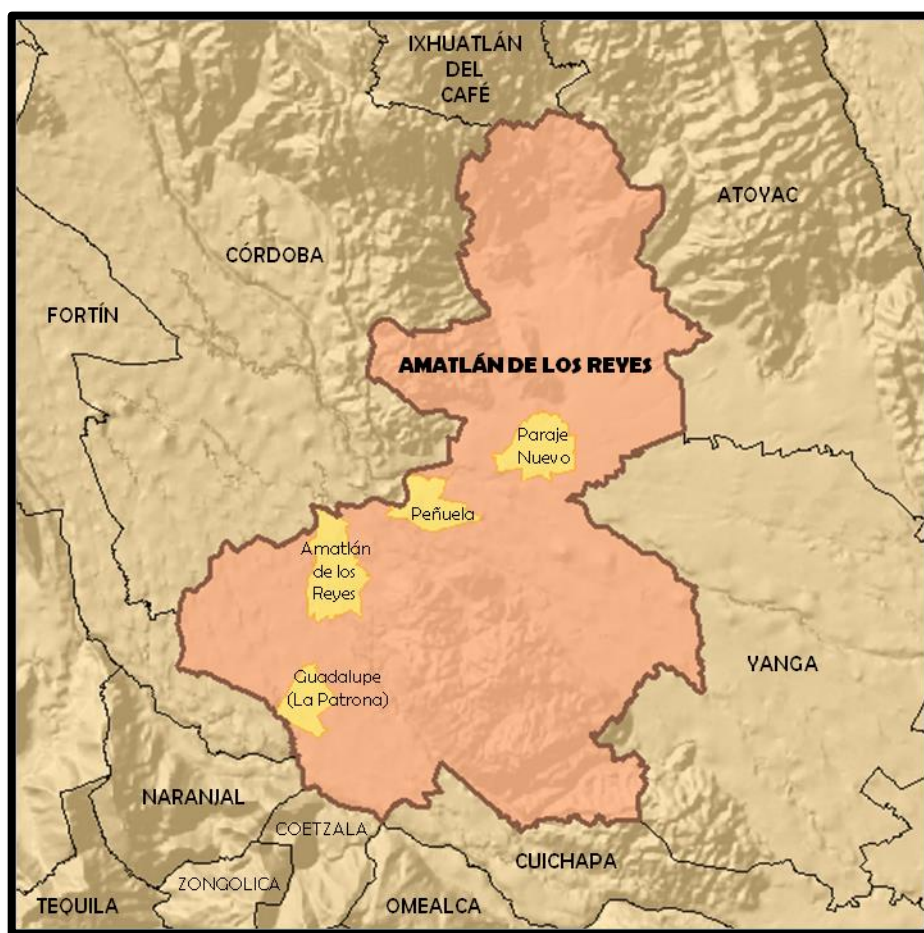 IXHUATLÁN
DEL
CAFÉ
ATOYAC
CÓRDOBA
FORTÍN
AMATLÁN DE LOS REYES
Paraje
Nuevo
Peñuela
Amatlán
de los
Reyes
YANGA
Guadalupe
(La Patrona)
NARANJAL
COETZALA
CUICHAPA
ZONGOLICA
TEQUILA
OMEALCA